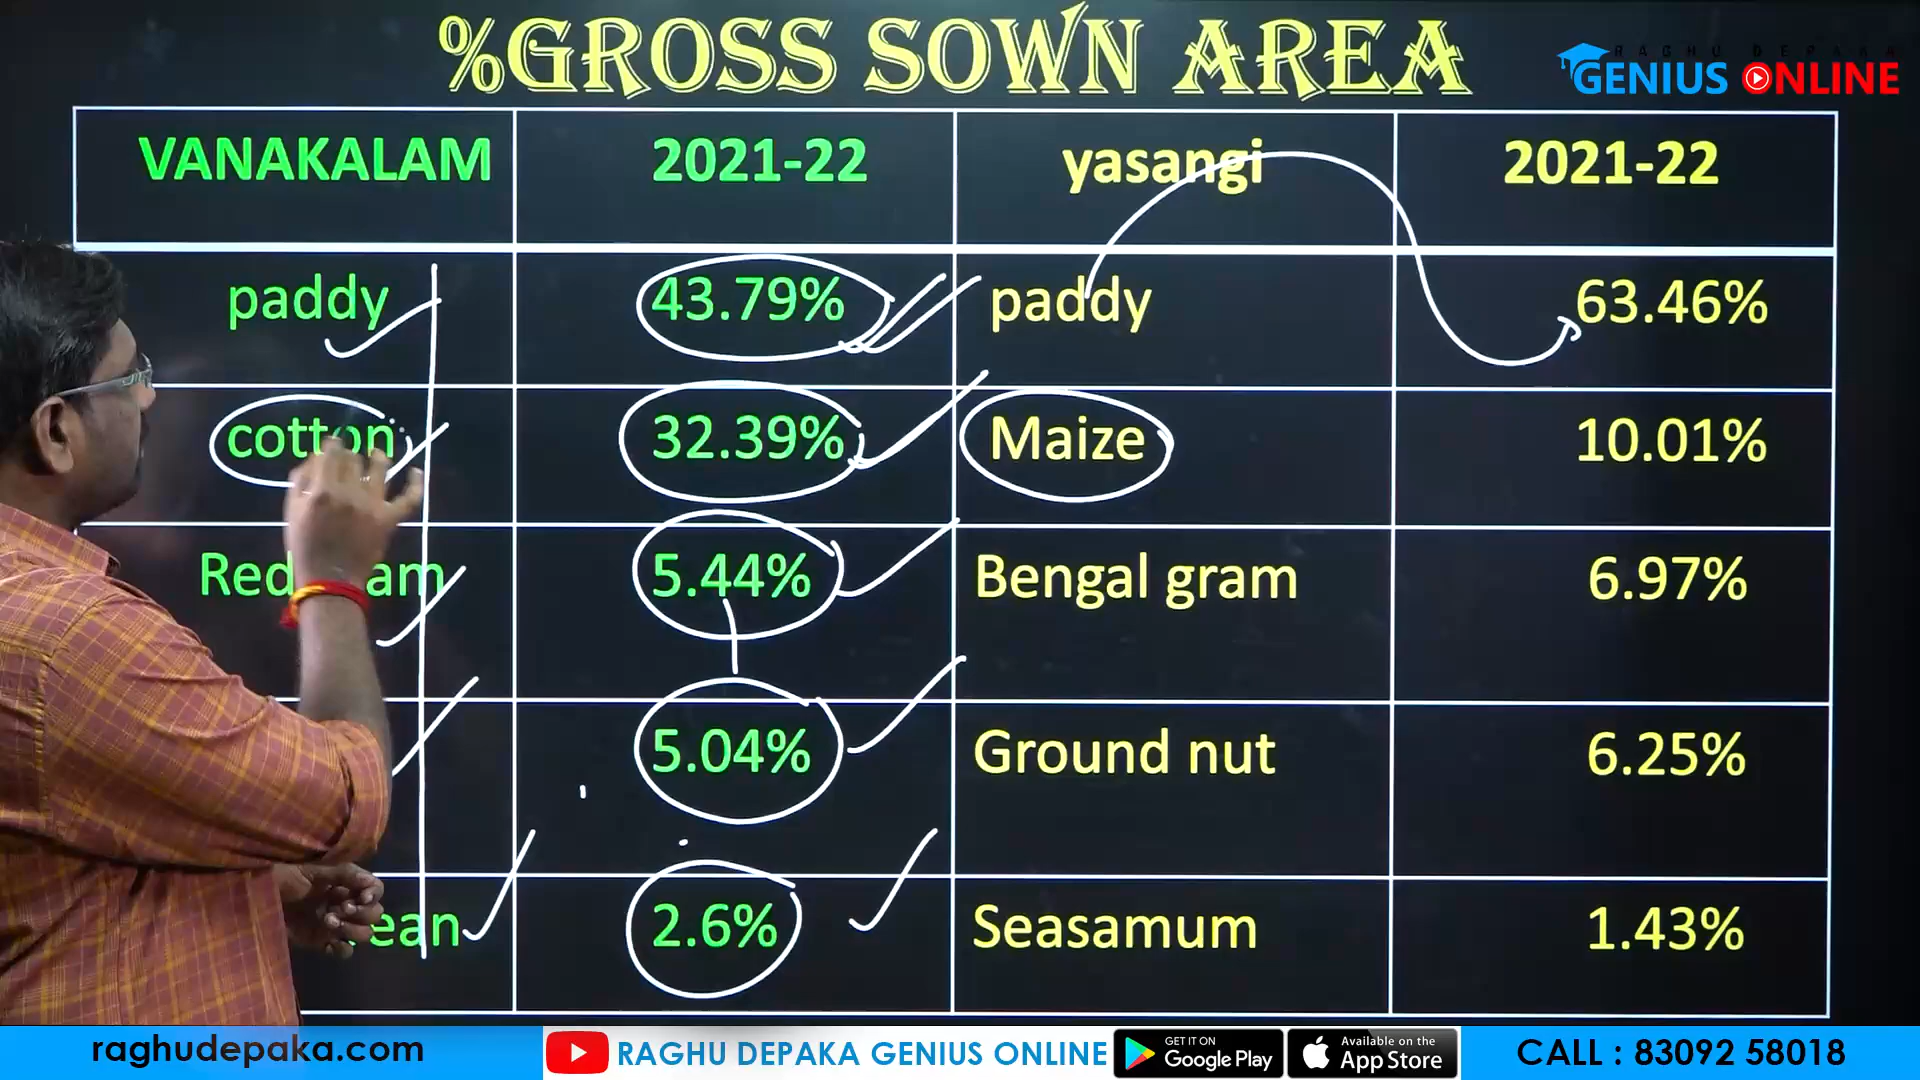 %GROSS SOWN AREA
RAGHU DEPAKA
GENIUS ONLINE
VANAKALAM 2021-22 yasangi 2021-22
paddy 43.79% paddy 63.46%
cotton 32.39% Maize 10.01%
5.44% Bengal gram 6.97%
5.04% Ground nut 6.25%
2.6% Seasamum 1.43%
raghudepaka.com
RAGHU DEPAKA GENIUS ONLINE
GET IT ON
Google Play
Available on the
App Store
CALL : 83092 58018